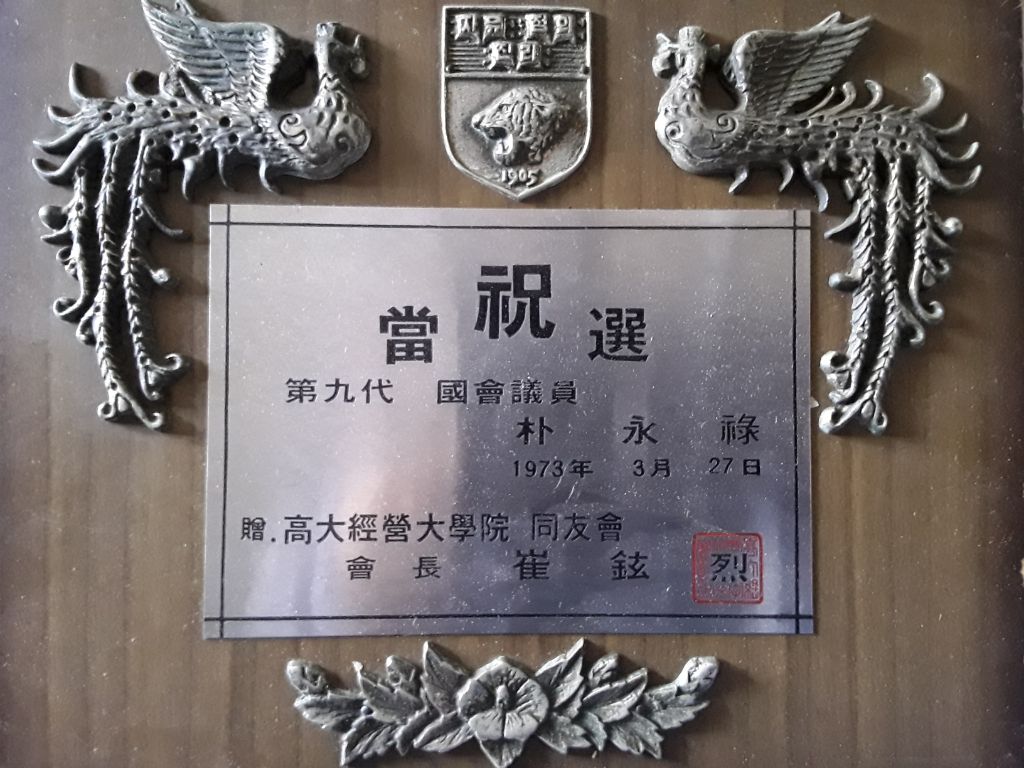 1905
祝
當 選
第九代 國會議員
朴 永 祿
1973年 3月 27日
贈. 高大經營大學院 同友會
會 長 崔 鉉 烈